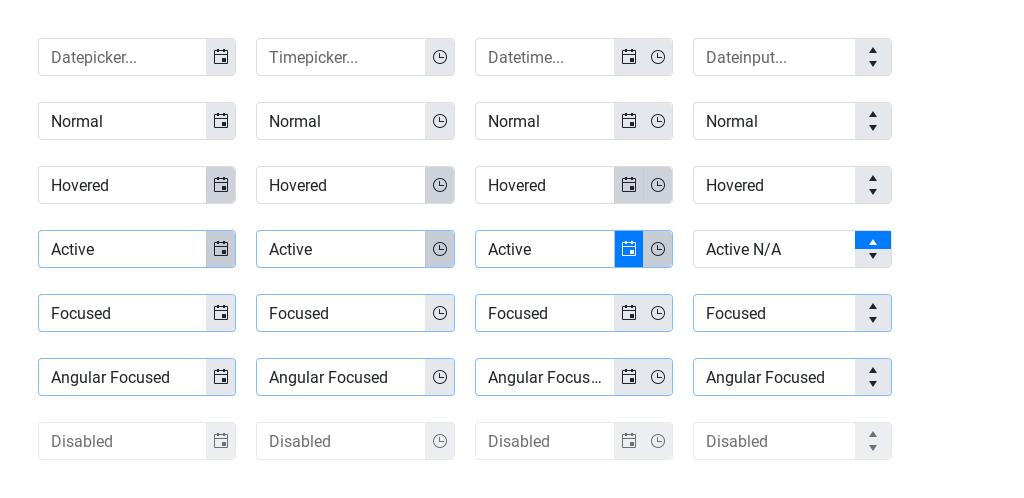 Datepicker... Timepicker... Datetime... Dateinput...
Normal Normal Normal Normal
Hovered Hovered Hovered Hovered
Active Active Active Active N/A
Focused Focused Focused Focused
Angular Focused Angular Focused Angular Focus... Angular Focused
Disabled Disabled Disabled Disabled